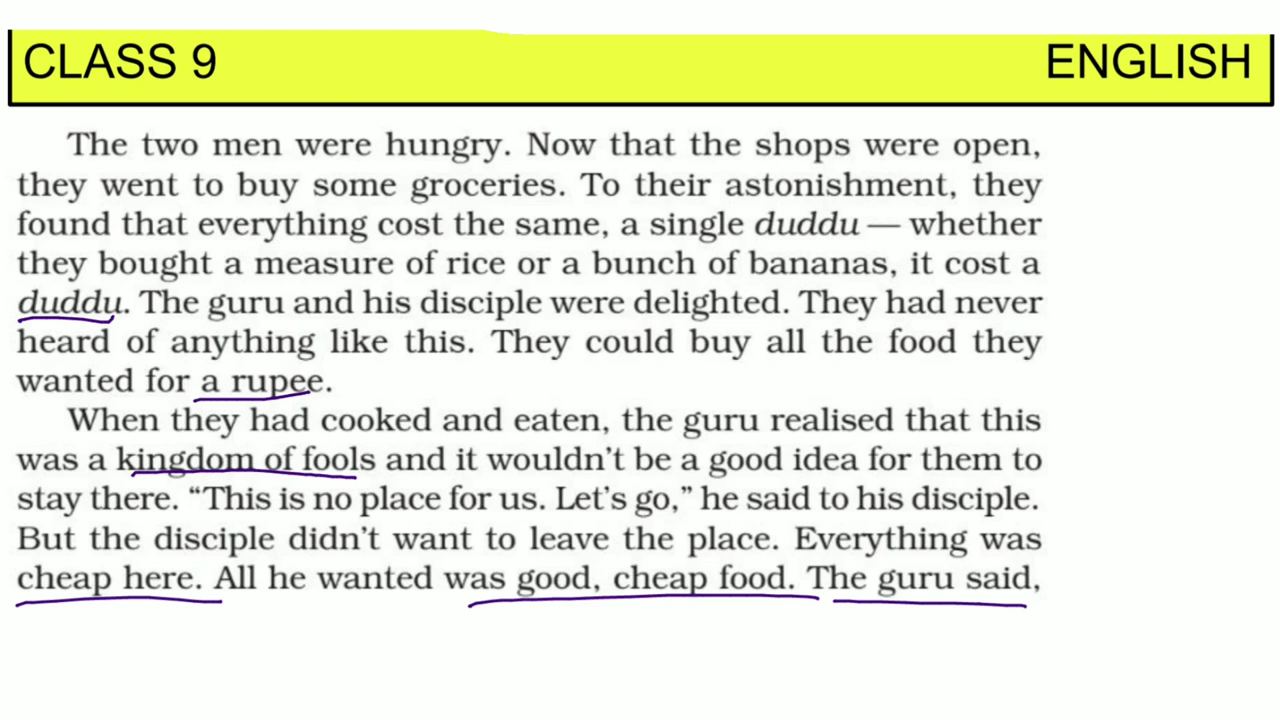 CLASS 9 ENGLISH
The two men were hungry. Now that the shops were open,
they went to buy some groceries. To their astonishment, they
found that everything cost the same, a single duddu — whether
they bought a measure of rice or a bunch of bananas, it cost a
duddu. The guru and his disciple were delighted. They had never
heard of anything like this. They could buy all the food they
wanted for a rupee.
When they had cooked and eaten, the guru realised that this
was a kingdom of fools and it wouldn’t be a good idea for them to
stay there. “This is no place for us. Let’s go,” he said to his disciple.
But the disciple didn’t want to leave the place. Everything was
cheap here. All he wanted was good, cheap food. The guru said,